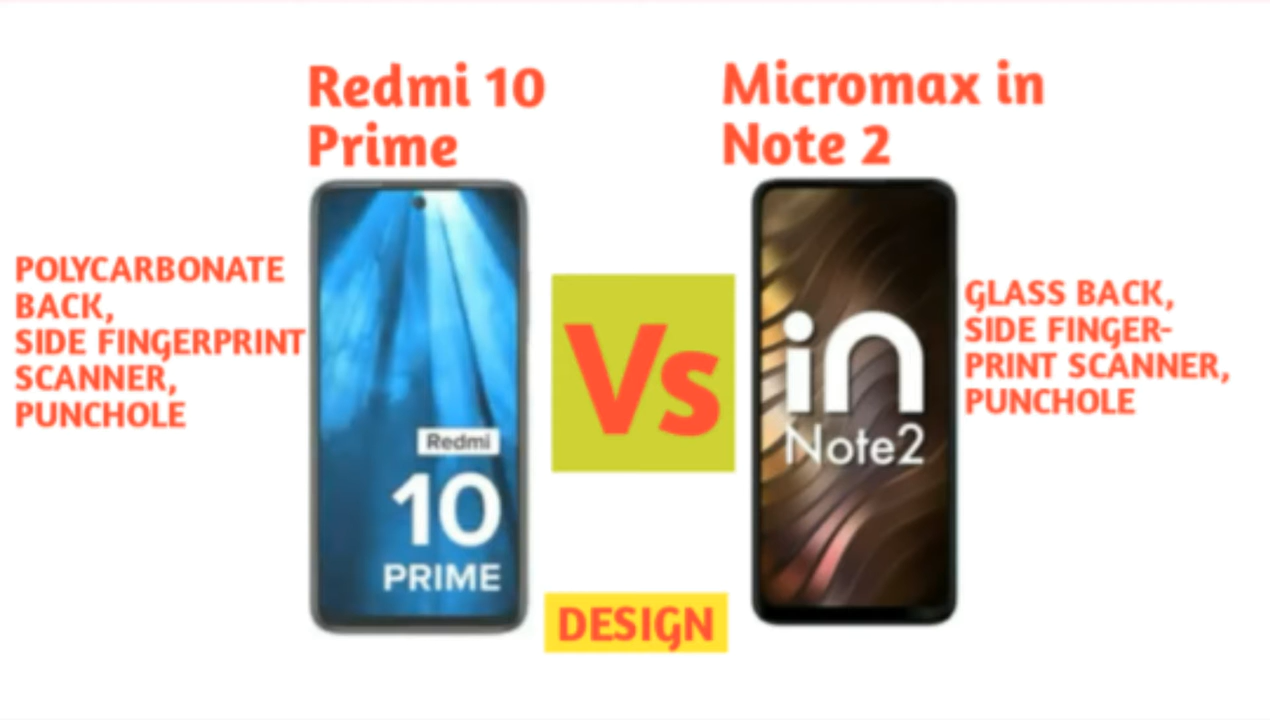 Redmi 10
Prime
Micromax in
Note 2
POLYCARBONATE
BACK,
SIDE FINGERPRINT
SCANNER,
PUNCHOLE
Redmi
10
PRIME
Vs
in
Note2
GLASS BACK,
SIDE FINGER-
PRINT SCANNER,
PUNCHOLE
DESIGN